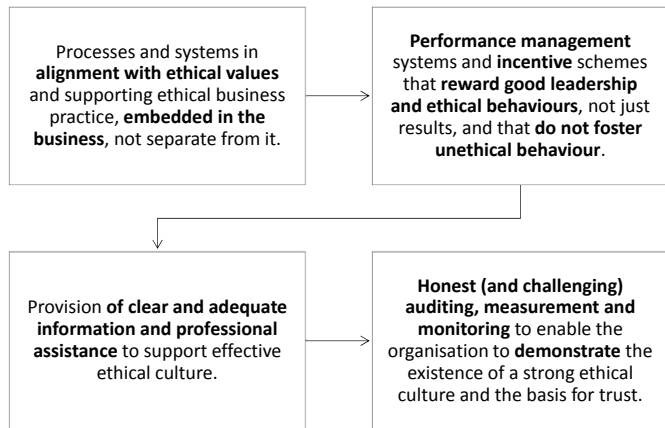 Processes and systems in
alignment with ethical values
and supporting ethical business
practice, embedded in the
business, not separate from it.
Performance management
systems and incentive schemes
that reward good leadership
and ethical behaviours, not just
results, and that do not foster
unethical behaviour.
Provision of clear and adequate
information and professional
assistance to support effective
ethical culture.
Honest (and challenging)
auditing, measurement and
monitoring to enable the
organisation to demonstrate the
existence of a strong ethical
culture and the basis for trust.